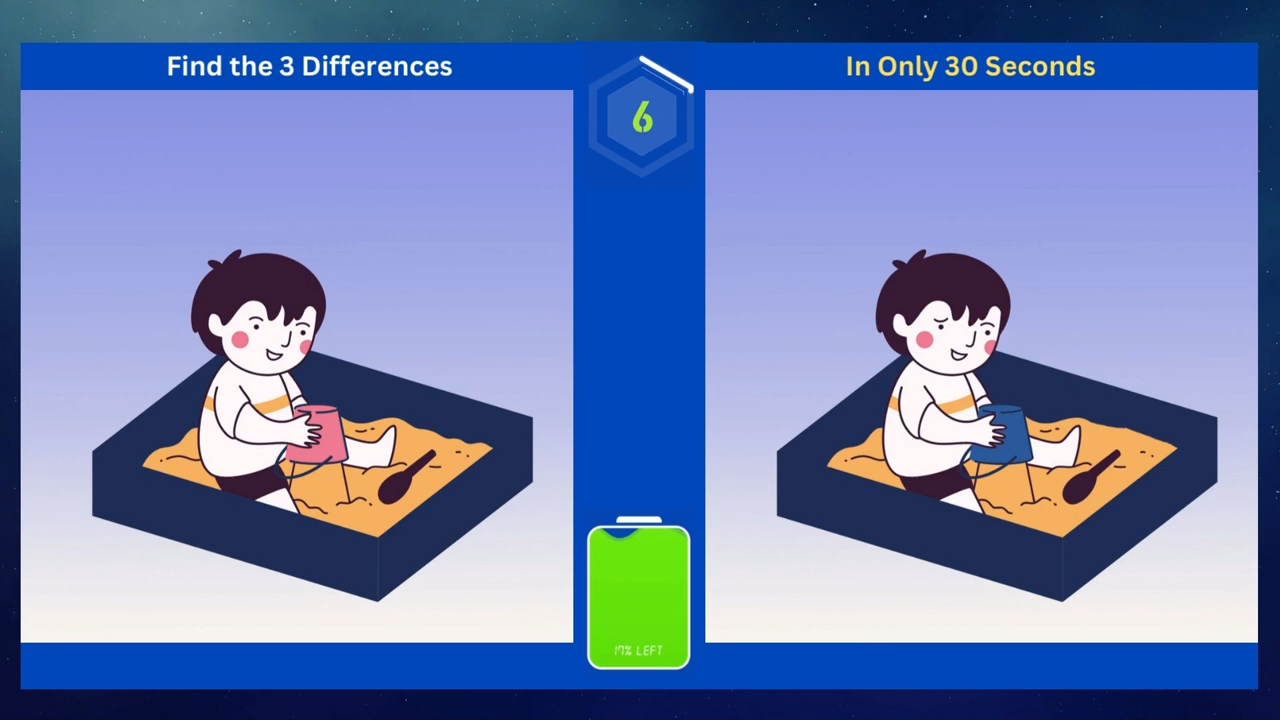 Find the 3 Differences
In Only 30 Seconds
6
17% LEFT